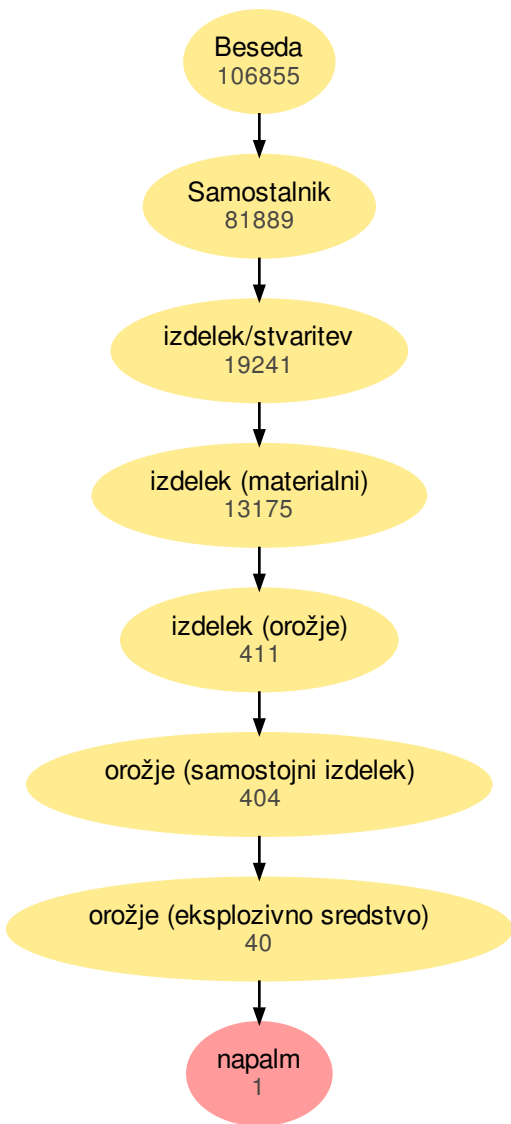 Beseda
106855
Samostalnik
81889
izdelek/stvaritev
19241
izdelek (materialni)
13175
izdelek (orožje)
411
orožje (samostojni izdelek)
404
orožje (eksplozivno sredstvo)
40
napalm
1